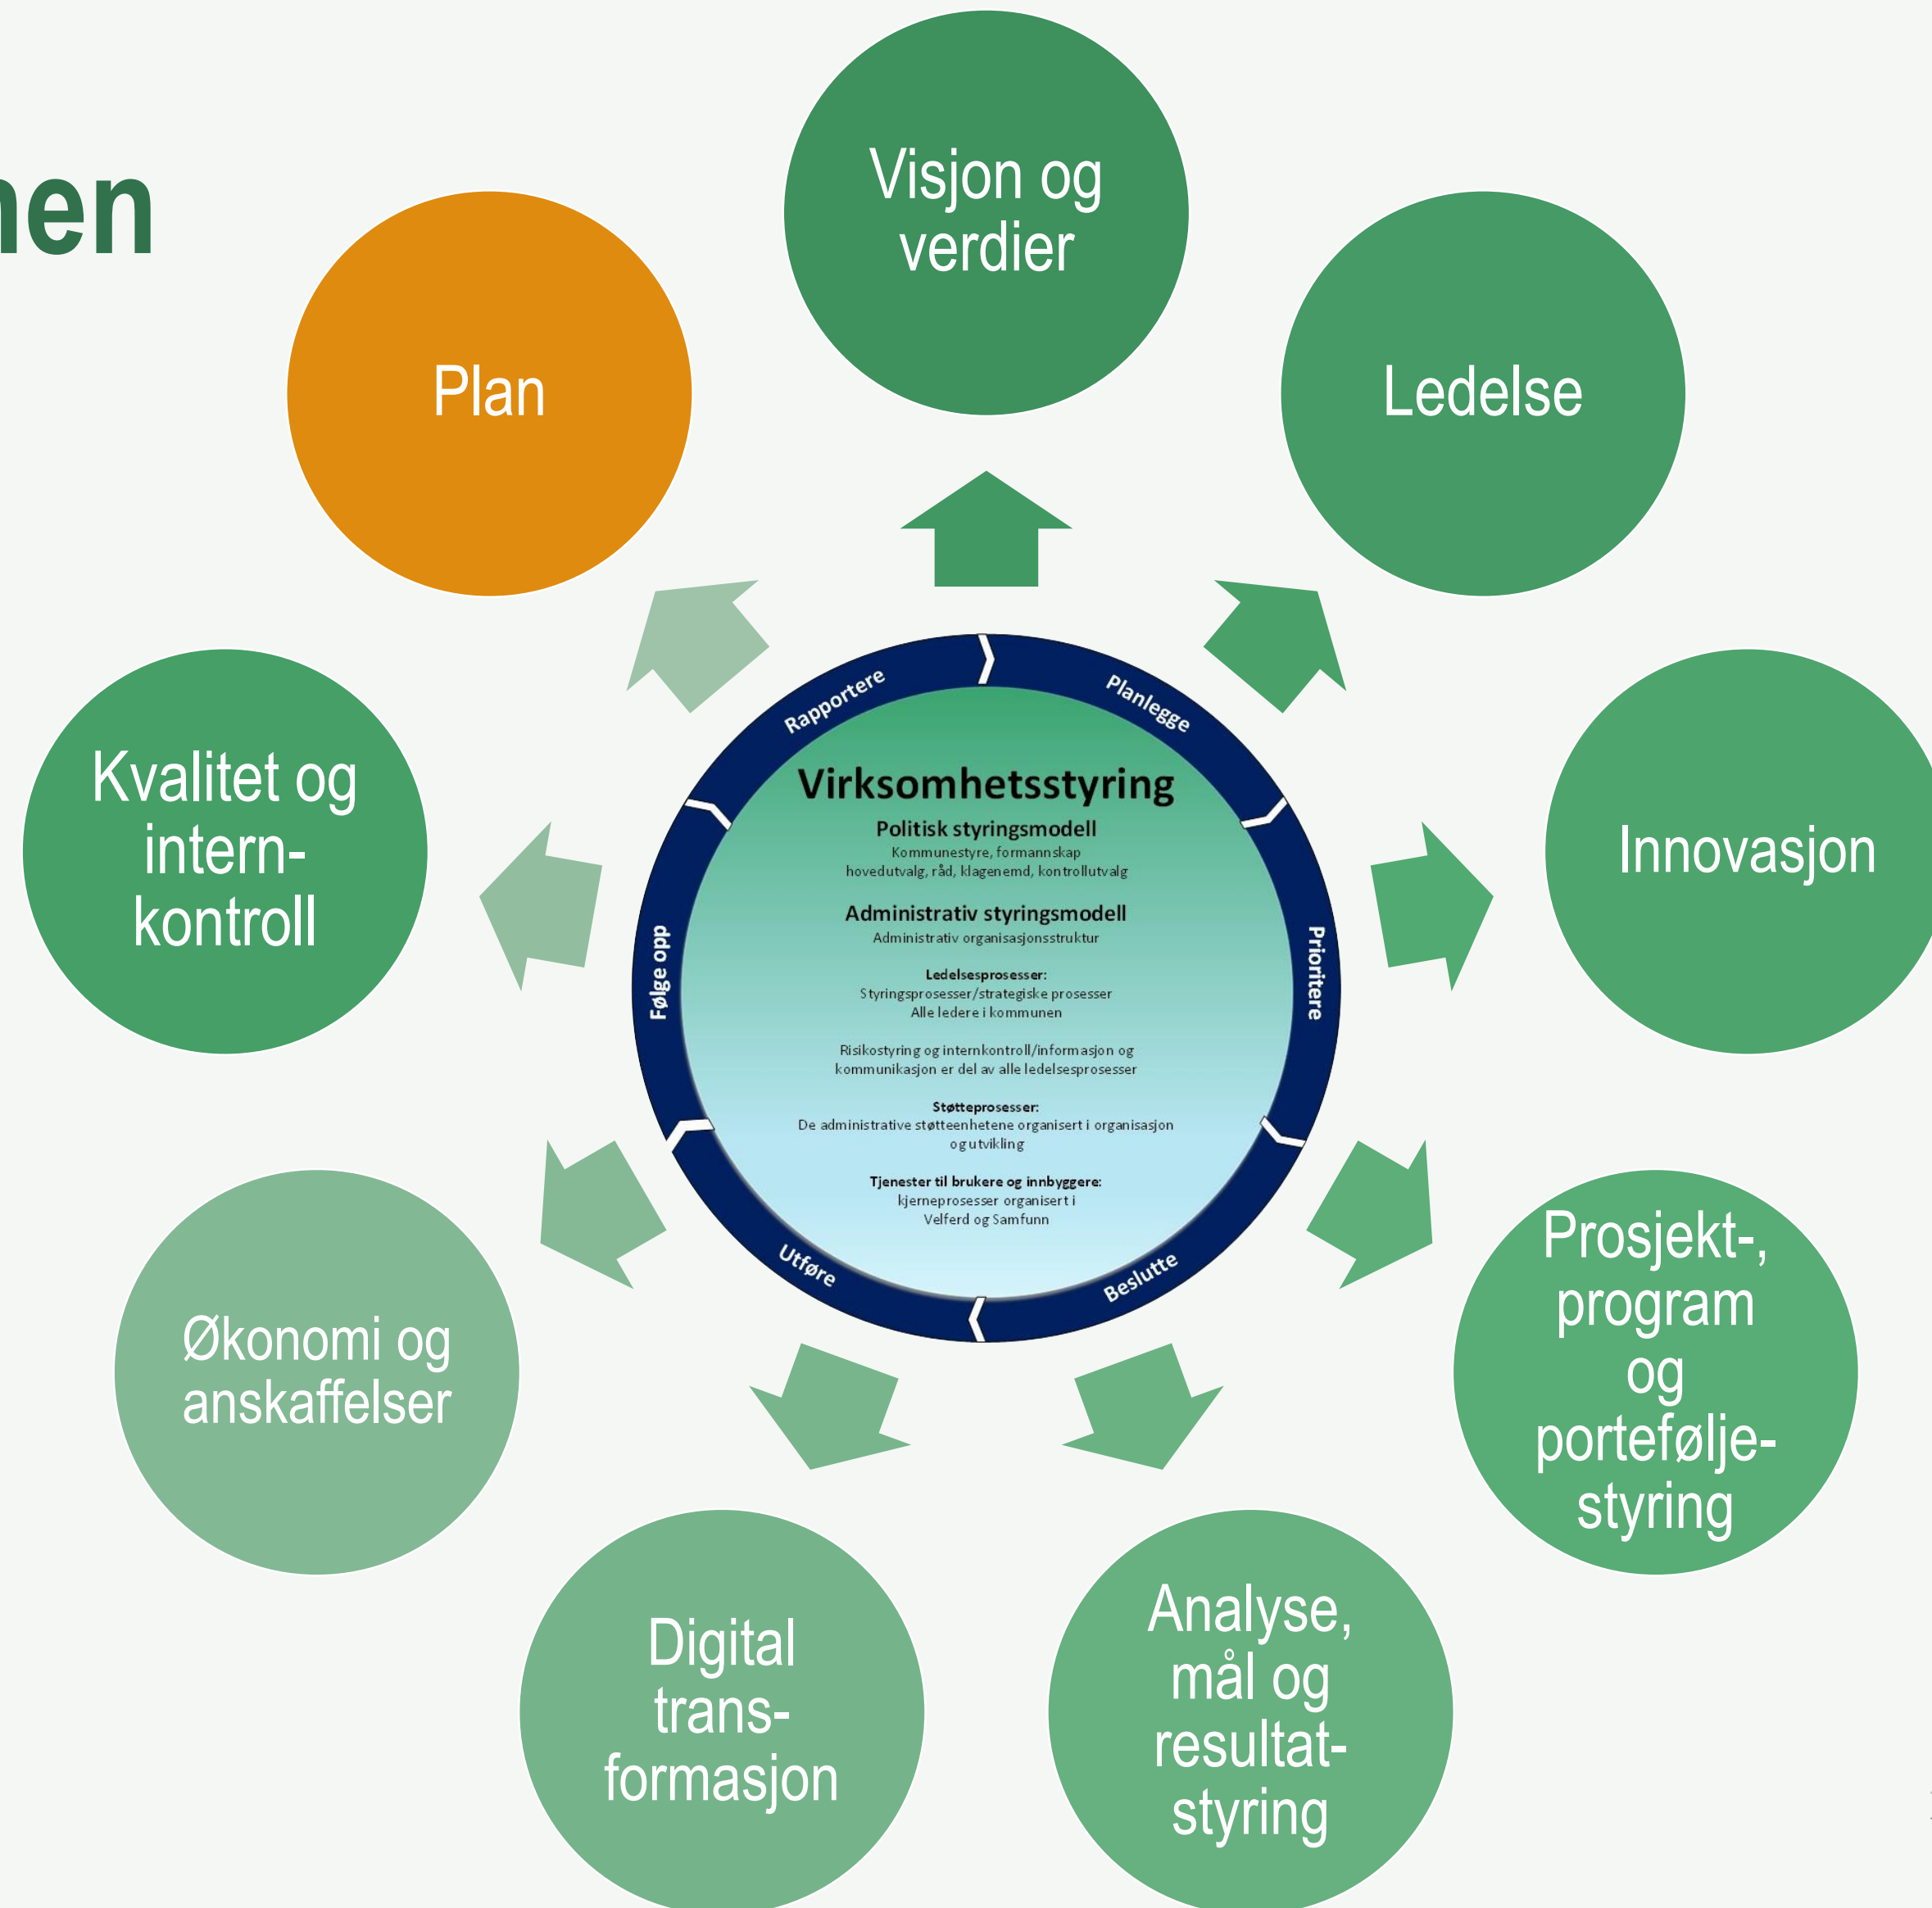 nen
Visjon og
verdier
Ledelse
Innovasjon
Prosjekt-,
program
og
portefølje-
styring
Analyse,
mål og
resultat-
styring
Digital
trans-
formasjon
Økonomi og
anskaffelser
Kvalitet og
intern-
kontroll
Plan
Planlegge
Prioritere
Beslutte
Utføre
Følge opp
Rapportere
Virksomhetsstyring
Politisk styringsmodell
Kommunestyre, formannskap
hovedutvalg, råd, klagenemd, kontrollutvalg
Administrativ styringsmodell
Administrativ organisasjonsstruktur
Ledelsesprosesser:
Styringsprosesser/strategiske prosesser
Alle ledere i kommunen
Risikostyring og internkontroll/informasjon og
kommunikasjon er del av alle ledelsesprosesser
Støtteprosesser:
De administrative støtteenhetene organisert i organisasjon
og utvikling
Tjenester til brukere og innbyggere:
kjerneprosesser organisert i
Velferd og Samfunn